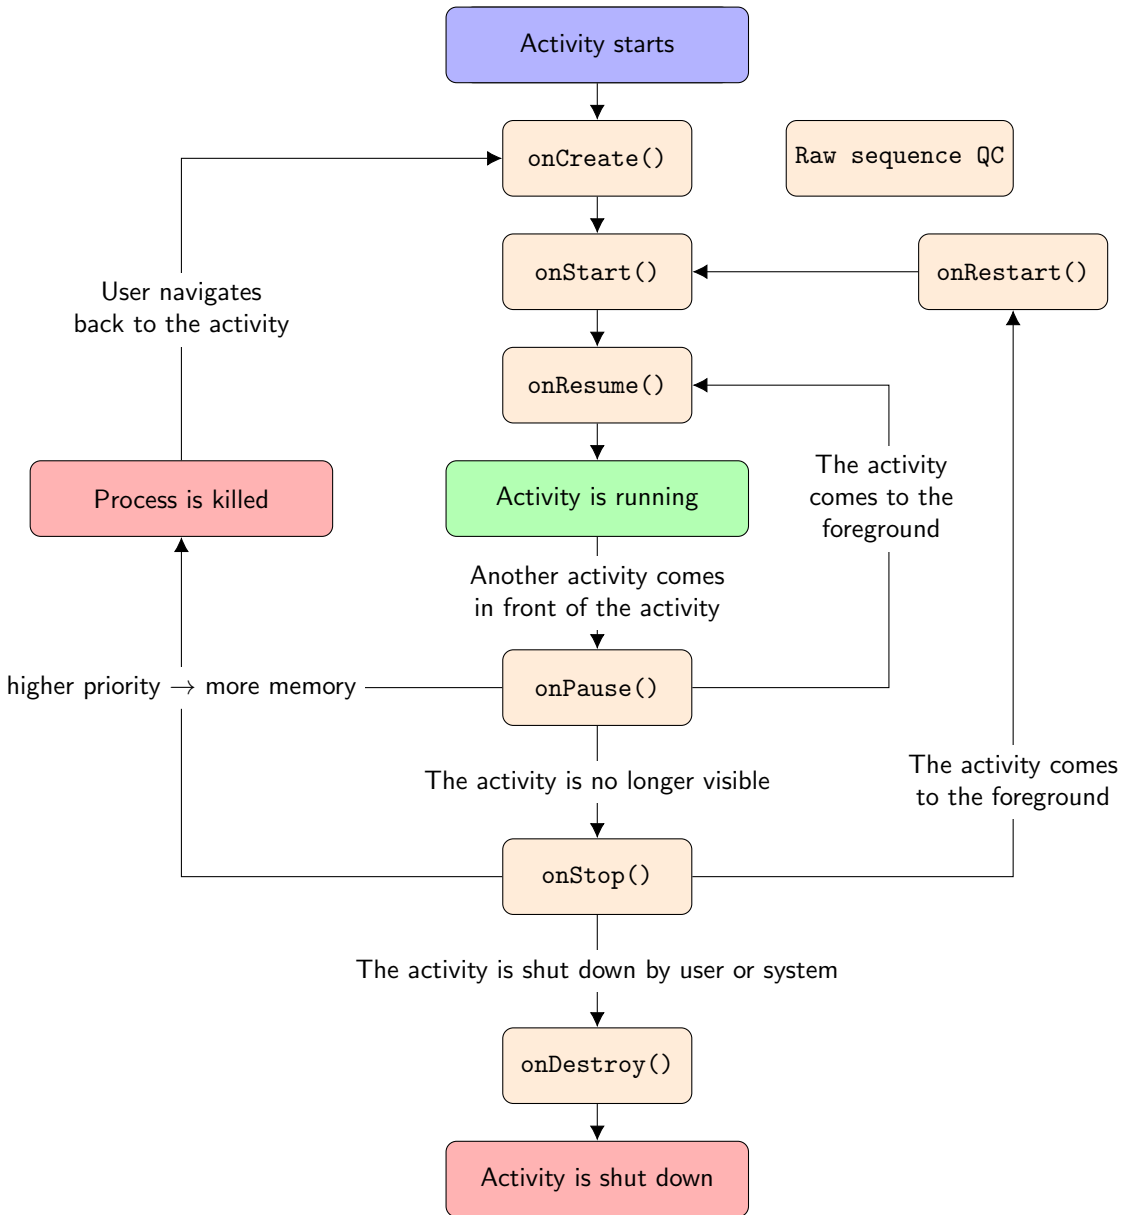 Activity starts
onCreate()
Raw sequence QC
onStart()
onRestart()
User navigates
back to the activity
onResume()
The activity
comes to the
foreground
Process is killed
Activity is running
Another activity comes
in front of the activity
higher priority → more memory
onPause()
The activity is no longer visible
The activity comes
to the foreground
onStop()
The activity is shut down by user or system
onDestroy()
Activity is shut down